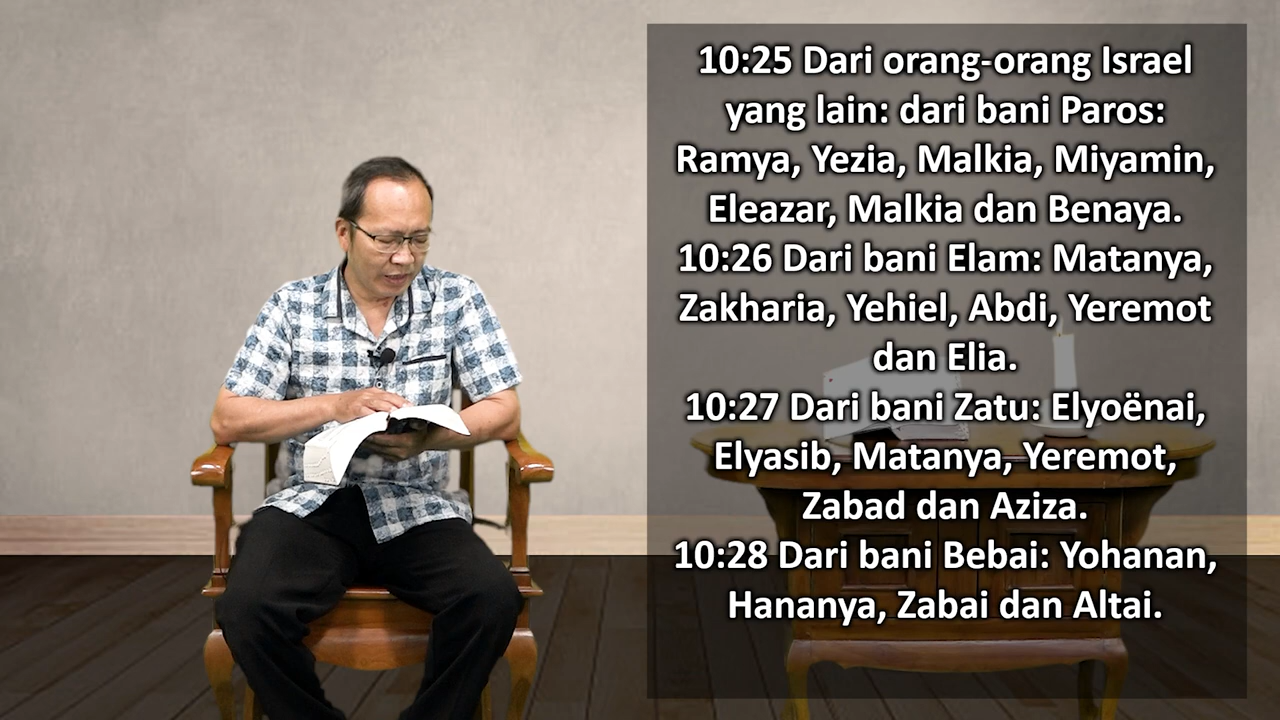 10:25 Dari orang-orang Israel
yang lain: dari bani Paros:
Ramya, Yezia, Malkia, Miyamin,
Eleazar, Malkia dan Benaya.
10:26 Dari bani Elam: Matanya,
Zakharia, Yehiel, Abdi, Yeremot
dan Elia.
10:27 Dari bani Zatu: Elyoënai,
Elyasib, Matanya, Yeremot,
Zabad dan Aziza.
10:28 Dari bani Bebai: Yohanan,
Hananya, Zabai dan Altai.